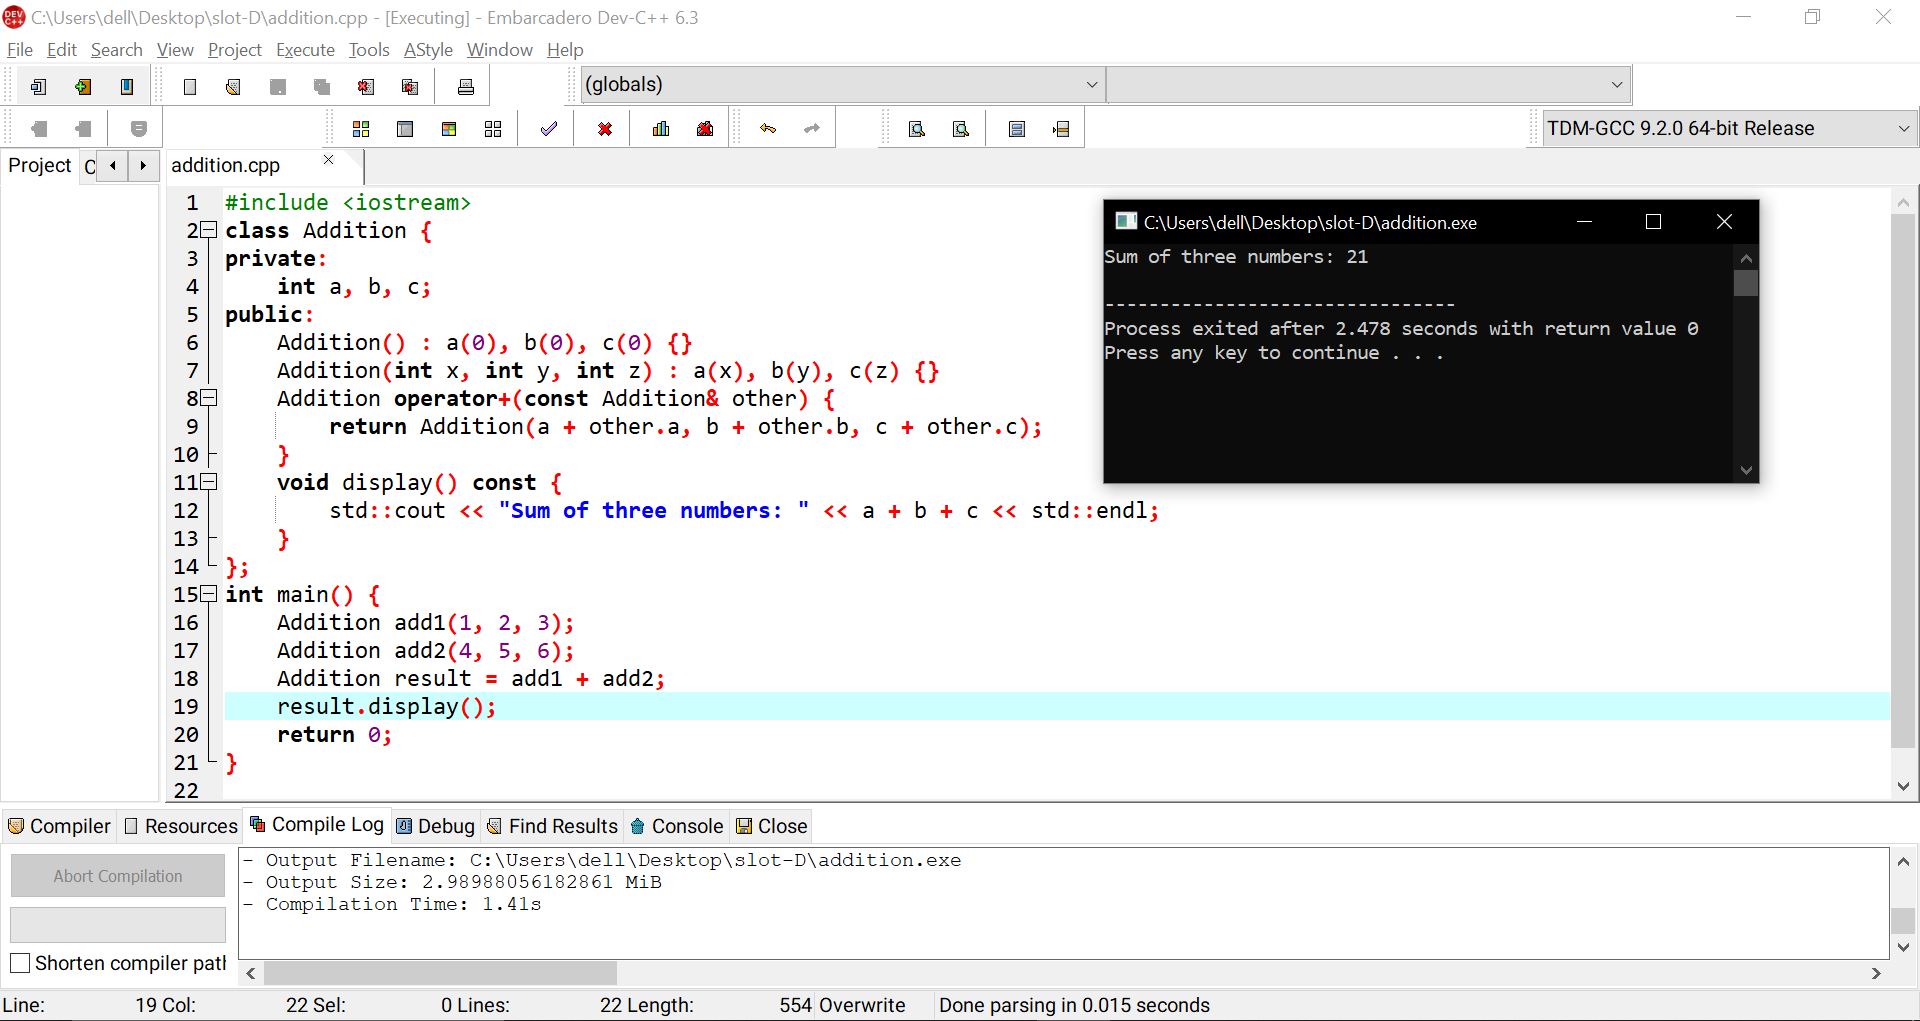 C:\Users\dell\Desktop\slot-D\addition.cpp - [Executing] - Embarcadero Dev-C++ 6.3
File Edit Search View Project Execute Tools AStyle Window Help
(globals)
TDM-GCC 9.2.0 64-bit Release
Project C addition.cpp
1 #include <iostream>
2 class Addition {
3 private:
4     int a, b, c;
5 public:
6     Addition() : a(0), b(0), c(0) {}
7     Addition(int x, int y, int z) : a(x), b(y), c(z) {}
8     Addition operator+(const Addition& other) {
9         return Addition(a + other.a, b + other.b, c + other.c);
10     }
11     void display() const {
12         std::cout << "Sum of three numbers: " << a + b + c << std::endl;
13     }
14 };
15 int main() {
16     Addition add1(1, 2, 3);
17     Addition add2(4, 5, 6);
18     Addition result = add1 + add2;
19     result.display();
20     return 0;
21 }
22
C:\Users\dell\Desktop\slot-D\addition.exe
Sum of three numbers: 21
--------------------------------
Process exited after 2.478 seconds with return value 0
Press any key to continue . . .
Compiler Resources Compile Log Debug Find Results Console Close
Abort Compilation
Shorten compiler path
- Output Filename: C:\Users\dell\Desktop\slot-D\addition.exe
- Output Size: 2.98988056182861 MiB
- Compilation Time: 1.41s
Line: 19 Col: 22 Sel: 0 Lines: 22 Length: 554 Overwrite Done parsing in 0.015 seconds